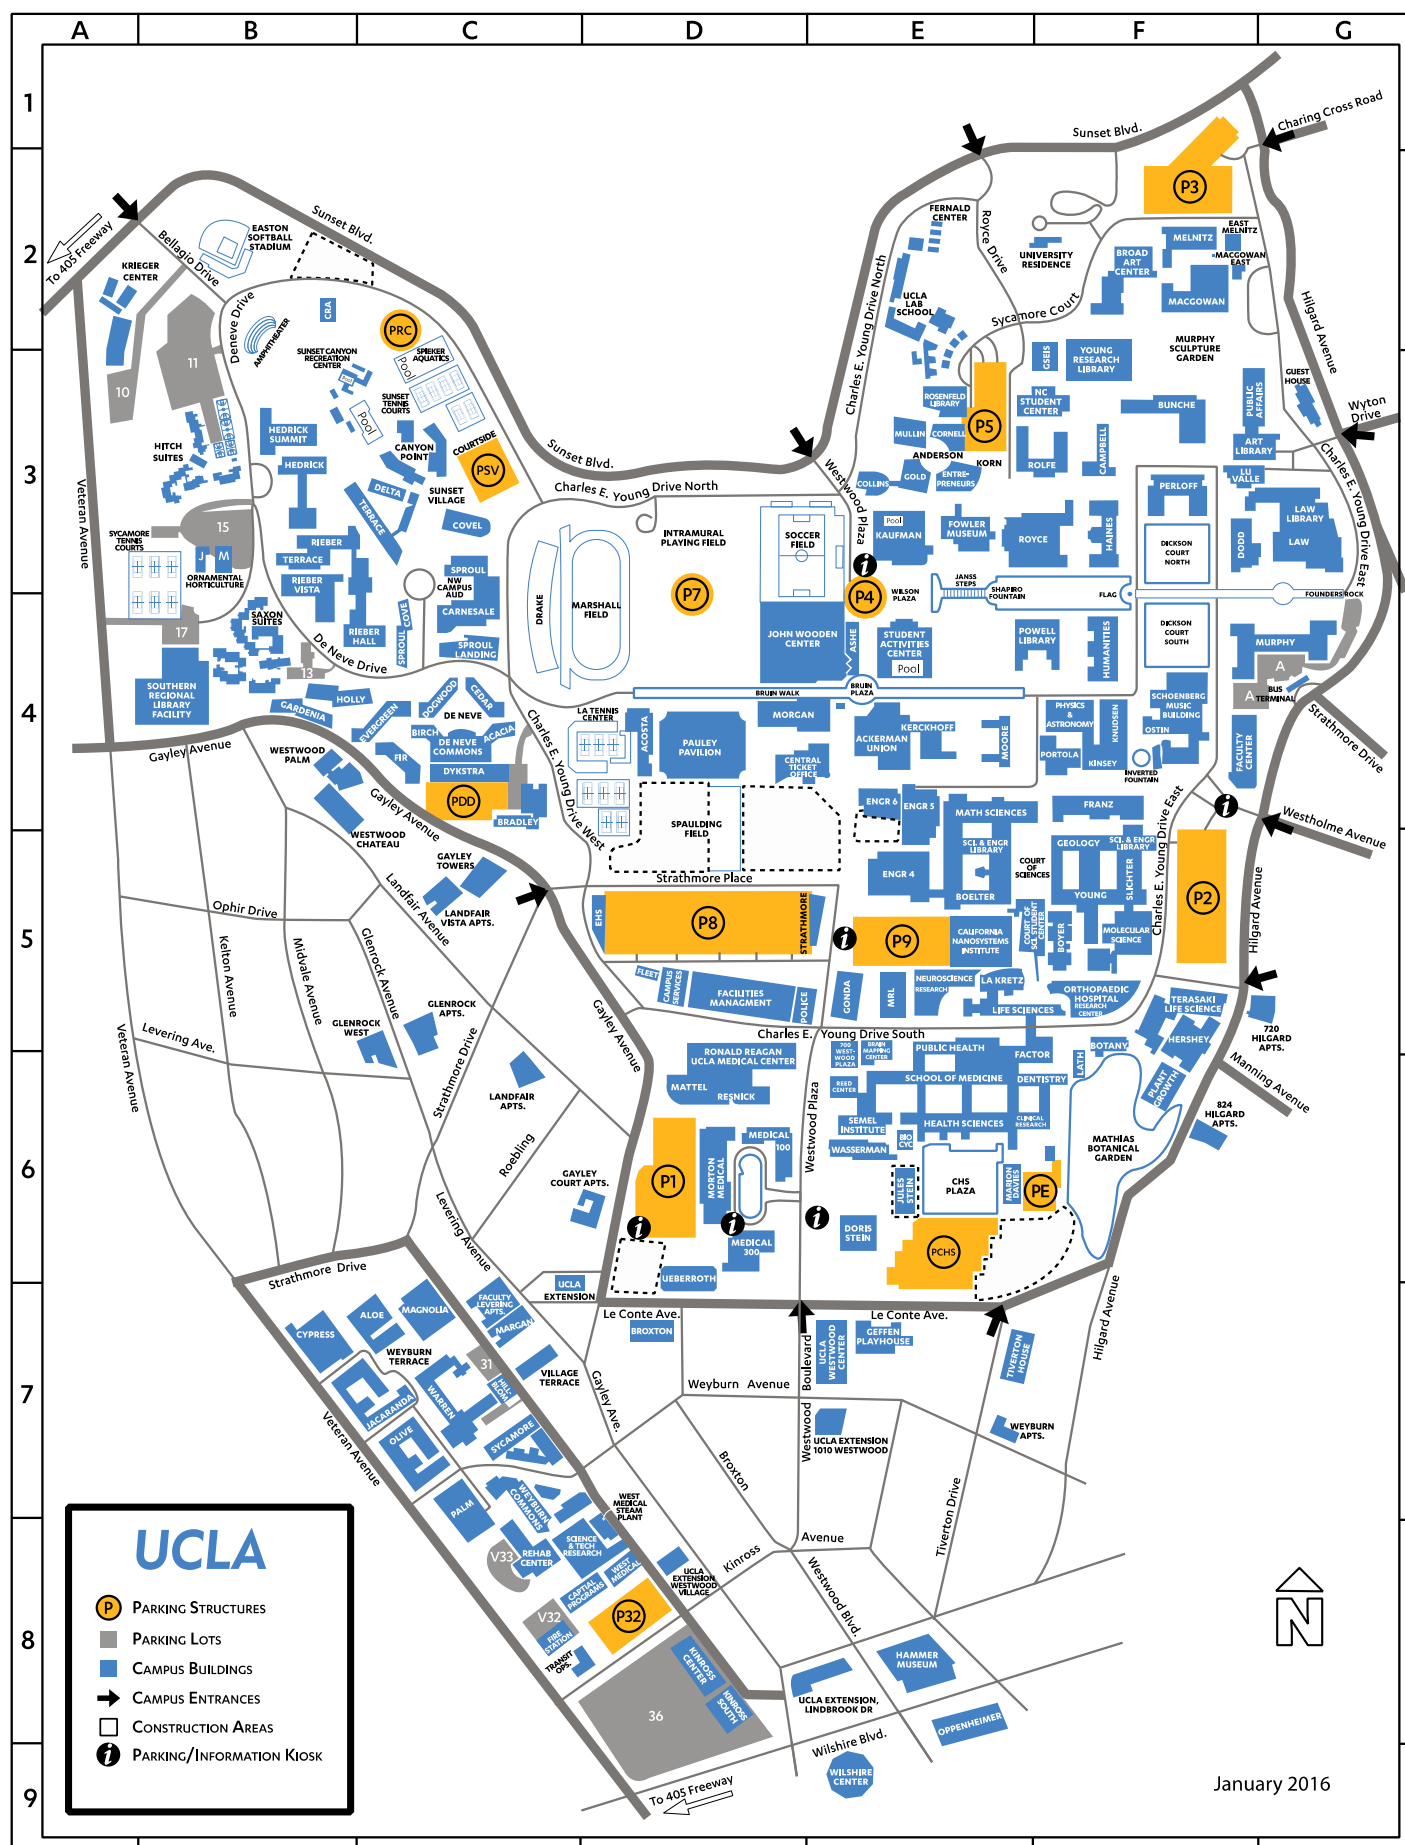 A B C D E F G
1
2
3
4
5
6
7
8
9
Charing Cross Road
Sunset Blvd.
P3
FERNALD
CENTER
Royce Drive
UNIVERSITY
RESIDENCE
EAST
MELNITZ
MELNITZ
BROAD
ART
CENTER
MACGOWAN
EAST
MACGOWAN
Sunset Blvd.
EASTON
SOFTBALL
STADIUM
To 405 Freeway
Bellagio Drive
KRIEGER
CENTER
Deneve Drive
AMPHITHEATER
CRA
PRC
Charles E. Young Drive North
UCLA
LAB
SCHOOL
Sycamore Court
Hilgard Avenue
MURPHY
SCULPTURE
GARDEN
SUNSET CANYON
RECREATION
CENTER
Pool
SPIEKER
AQUATICS
Pool
SUNSET
TENNIS
COURTS
Pool
11
10
GSEIS
YOUNG
RESEARCH
LIBRARY
GUEST
HOUSE
PUBLIC
AFFAIRS
Wyton
Drive
ROSENFELD
LIBRARY
NC
STUDENT
CENTER
BUNCHE
P5
HEDRICK
SUMMIT
HITCH
SUITES
HEDRICK
CANYON
POINT
COURTSIDE
PSV
MULLIN
CORNELL
ANDERSON
KORN
ROLFE
CAMPBELL
ART
LIBRARY
Sunset Blvd.
Charles E. Young Drive North
Westwood Plaza
COLLINS
GOLD
ENTRE-
PRENEURS
LU
VALLE
PERLOFF
Charles E. Young Drive East
Veteran Avenue
DELTA
SUNSET
VILLAGE
TERRACE
COVEL
LAW
LIBRARY
LAW
DODD
15
SYCAMORE
TENNIS
COURTS
J
M
ORNAMENTAL
HORTICULTURE
RIEBER
TERRACE
RIEBER
VISTA
INTRAMURAL
PLAYING FIELD
SOCCER
FIELD
Pool
KAUFMAN
FOWLER
MUSEUM
ROYCE
HAINES
DICKSON
COURT
NORTH
SPROUL
NW
CAMPUS
AUD
P7
P4
WILSON
PLAZA
JANSS
STEPS
SHAPIRO
FOUNTAIN
FLAG
FOUNDERS ROCK
DRAKE
MARSHALL
FIELD
CARNESALE
SPROUL COVE
SPROUL
LANDING
SAXON
SUITES
RIEBER
HALL
17
13
De Neve Drive
JOHN WOODEN
CENTER
ASHE
STUDENT
ACTIVITIES
CENTER
Pool
POWELL
LIBRARY
HUMANITIES
DICKSON
COURT
SOUTH
MURPHY
A
A
BUS
TERMINAL
Strathmore Drive
SOUTHERN
REGIONAL
LIBRARY
FACILITY
HOLLY
GARDENIA
DOGWOOD
CEDAR
DE NEVE
EVERGREEN
BIRCH
ACACIA
DE NEVE
COMMONS
FIR
DYKSTRA
PDD
BRADLEY
BRUIN WALK
BRUIN
PLAZA
LA TENNIS
CENTER
ACOSTA
PAULEY
PAVILION
MORGAN
CENTRAL
TICKET
OFFICE
ACKERMAN
UNION
KERCKHOFF
MOORE
PHYSICS
&
ASTRONOMY
KNUDSEN
SCHOENBERG
MUSIC
BUILDING
OSTIN
PORTOLA
KINSEY
INVERTED
FOUNTAIN
FACULTY
CENTER
Gayley Avenue
WESTWOOD
PALM
Gayley Avenue
WESTWOOD
CHATEAU
Charles E. Young Drive West
SPAULDING
FIELD
ENGR 6
ENGR 5
MATH SCIENCES
SCI. & ENGR
LIBRARY
ENGR 4
BOELTER
COURT
OF
SCIENCES
FRANZ
GEOLOGY
SCI. & ENGR
LIBRARY
YOUNG
SLICHTER
Charles E. Young Drive East
Westholme Avenue
P2
GAYLEY
TOWERS
LANDFAIR
VISTA APTS.
Landfair Avenue
Ophir Drive
Strathmore Place
EHS
P8
STRATHMORE
P9
CALIFORNIA
NANOSYSTEMS
INSTITUTE
COURT OF
SCI. STUDENT
CENTER
BOYER
MOLECULAR
SCIENCE
Hilgard Avenue
Kelton Avenue
Midvale Avenue
Glenrock Avenue
FLEET
CAMPUS
SERVICES
FACILITIES
MANAGMENT
POLICE
GONDA
MRL
NEUROSCIENCE
RESEARCH
LA KRETZ
LIFE SCIENCES
ORTHOPAEDIC
HOSPITAL
RESEARCH
CENTER
TERASAKI
LIFE SCIENCE
HERSHEY
720
HILGARD
APTS.
Levering Ave.
GLENROCK
WEST
GLENROCK
APTS.
Gayley Avenue
Charles E. Young Drive South
Veteran Avenue
Strathmore Drive
LANDFAIR
APTS.
RONALD REAGAN
UCLA MEDICAL CENTER
MATTEL
RESNICK
700
WEST-
WOOD
PLAZA
BRAIN
MAPPING
CENTER
PUBLIC HEALTH
FACTOR
BOTANY
LATH
PLANT
GROWTH
Manning Avenue
REED
CENTER
SCHOOL OF MEDICINE
DENTISTRY
824
HILGARD
APTS.
Westwood Plaza
SEMEL
INSTITUTE
BIO
CYC
HEALTH SCIENCES
CLINICAL
RESEARCH
WASSERMAN
MATHIAS
BOTANICAL
GARDEN
Roebling
GAYLEY
COURT APTS.
P1
MORTON
MEDICAL
MEDICAL
100
MEDICAL
300
UEBERROTH
JULES
STEIN
CHS
PLAZA
MARION
DAVIES
PE
DORIS
STEIN
PCHS
Levering Avenue
Strathmore Drive
UCLA
EXTENSION
Le Conte Ave.
Le Conte Ave.
Hilgard Avenue
CYPRESS
ALOE
MAGNOLIA
FACULTY
LEVERING
APTS.
MARGAN
WEYBURN
TERRACE
31
VILLAGE
TERRACE
BROXTON
Boulevard
UCLA
WESTWOOD
CENTER
GEFFEN
PLAYHOUSE
TIVERTON
HOUSE
JACARANDA
WARREN
HILL-
BLOM
Gayley Ave.
Weyburn Avenue
Westwood
UCLA EXTENSION
1010 WESTWOOD
WEYBURN
APTS.
OLIVE
SYCAMORE
Veteran Avenue
Broxton
Tiverton Drive
PALM
WEYBURN
COMMONS
WEST
MEDICAL
STEAM
PLANT
SCIENCE
& TECH
RESEARCH
REHAB
CENTER
V33
WEST
MEDICAL
CAPTIAL
PROGRAMS
UCLA
EXTENSION
WESTWOOD
VILLAGE
Kinross
Avenue
Westwood Blvd.
V32
FIRE
STATION
P32
TRANSIT
OPS.
KINROSS
CENTER
KINROSS
SOUTH
36
HAMMER
MUSEUM
UCLA EXTENSION,
LINDBROOK DR
OPPENHEIMER
Wilshire Blvd.
WILSHIRE
CENTER
To 405 Freeway
UCLA
P PARKING STRUCTURES
PARKING LOTS
CAMPUS BUILDINGS
CAMPUS ENTRANCES
CONSTRUCTION AREAS
i PARKING/INFORMATION KIOSK
N
January 2016